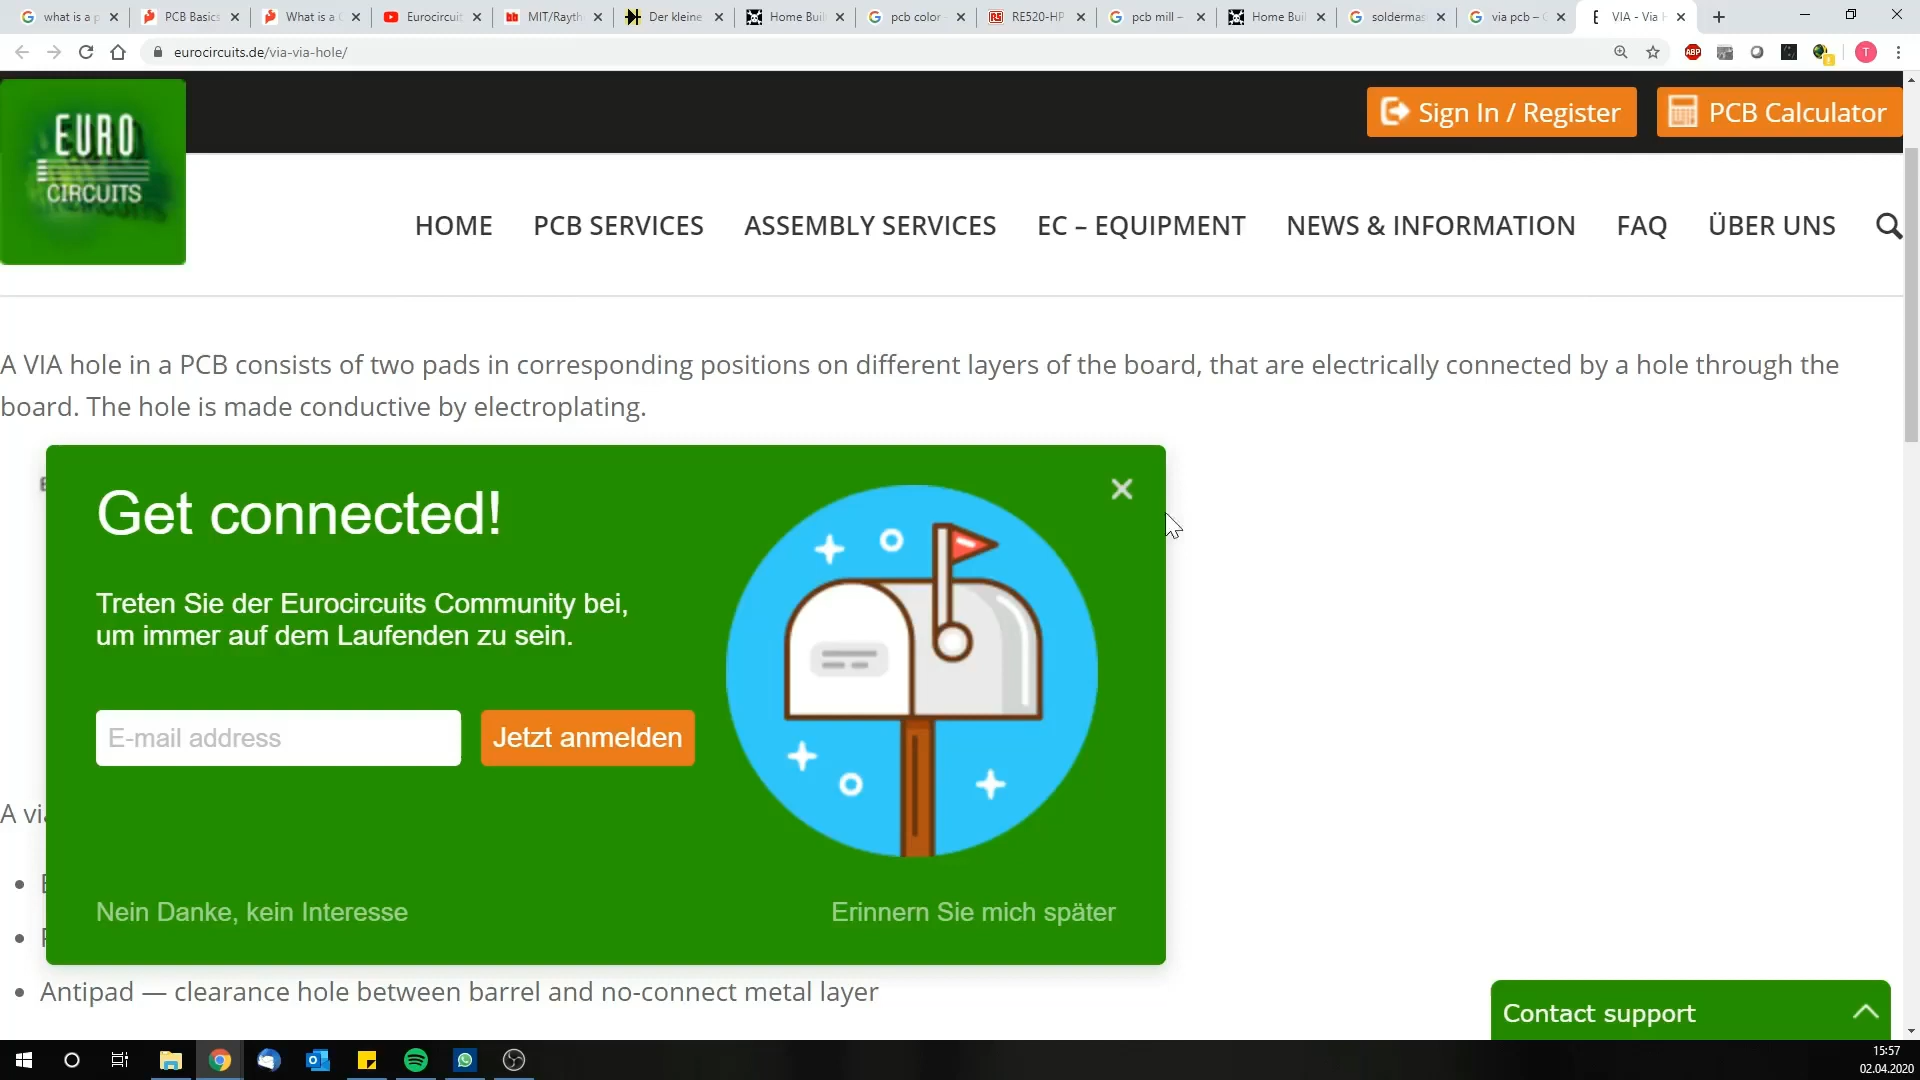 what is a p
PCB Basics
What is a
Eurocircuit
MIT/Rayth
Der kleine
Home Buil
pcb color
RE520-HP
pcb mill –
Home Buil
soldermas
via pcb –
VIA - Via H
eurocircuits.de/via-via-hole/
ABP
T
EURO
CIRCUITS
Sign In / Register
PCB Calculator
HOME
PCB SERVICES
ASSEMBLY SERVICES
EC – EQUIPMENT
NEWS & INFORMATION
FAQ
ÜBER UNS
A VIA hole in a PCB consists of two pads in corresponding positions on different layers of the board, that are electrically connected by a hole through the
board. The hole is made conductive by electroplating.
Get connected!
Treten Sie der Eurocircuits Community bei,
um immer auf dem Laufenden zu sein.
E-mail address
Jetzt anmelden
A via
Nein Danke, kein Interesse
Erinnern Sie mich später
Antipad — clearance hole between barrel and no-connect metal layer
Contact support
15:57
02.04.2020